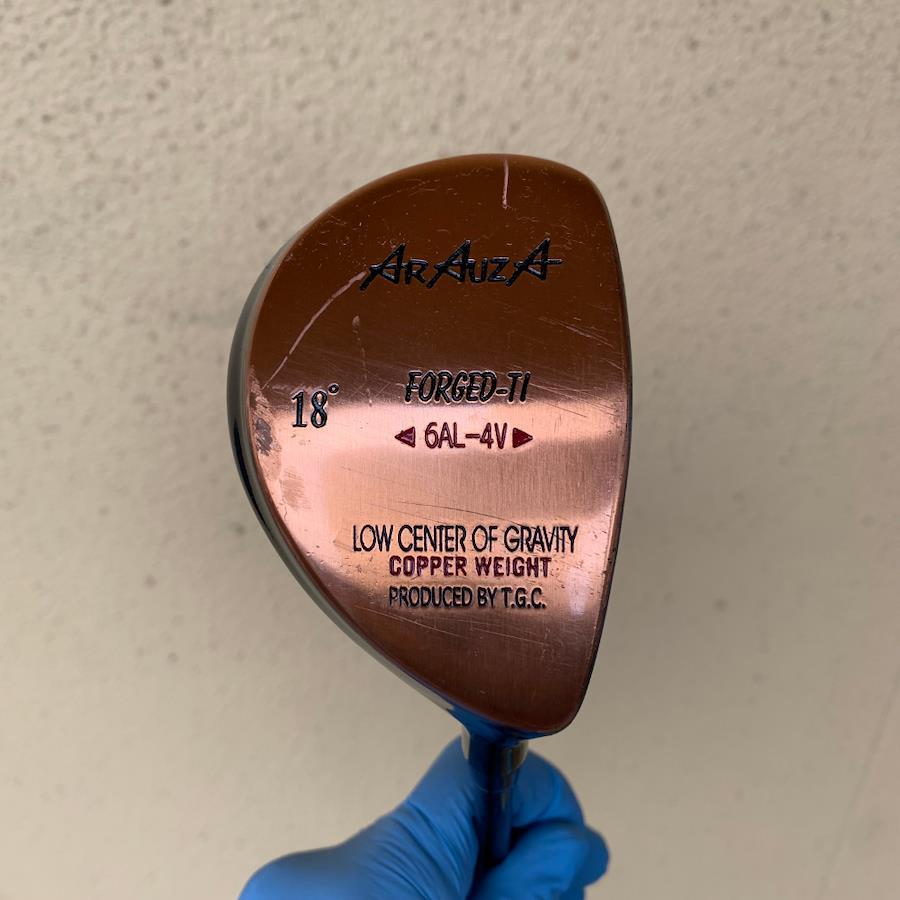 ARAUZA
FORGED-TI
18°
6AL-4V
LOW CENTER OF GRAVITY
COPPER WEIGHT
PRODUCED BY T.G.C.